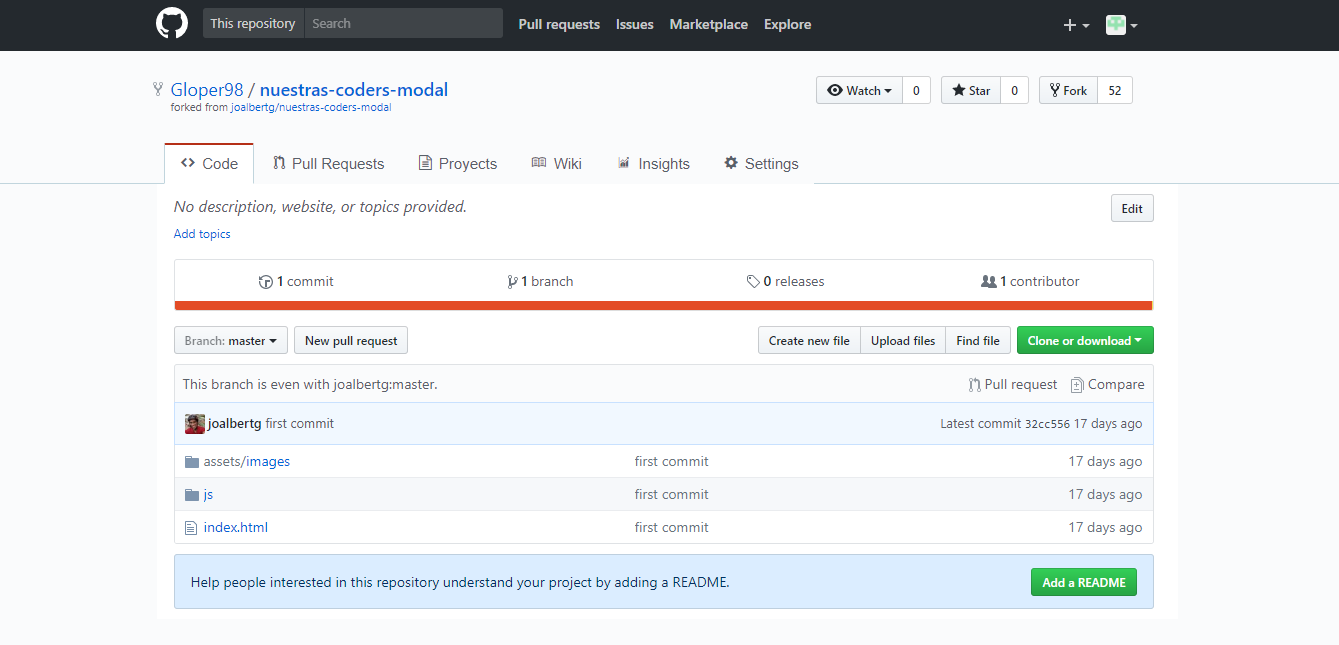 This repository Search Pull requests Issues Marketplace Explore
Gloper98 / nuestras-coders-modal Watch 0 Star 0 Fork 52
forked from joalbertg/nuestras-coders-modal
Code Pull Requests Proyects Wiki Insights Settings
No description, website, or topics provided. Edit
Add topics
1 commit 1 branch 0 releases 1 contributor
Branch: master New pull request Create new file Upload files Find file Clone or download
This branch is even with joalbertg:master. Pull request Compare
joalbertg first commit Latest commit 32cc556 17 days ago
assets/images first commit 17 days ago
js first commit 17 days ago
index.html first commit 17 days ago
Help people interested in this repository understand your project by adding a README. Add a README